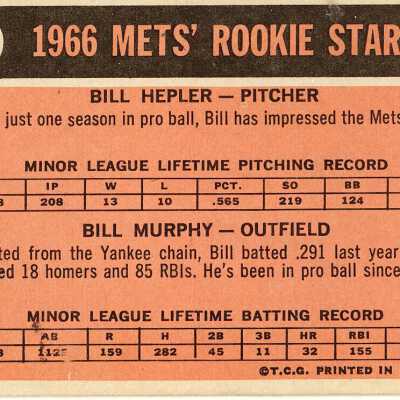 1966 METS' ROOKIE STAR
BILL HEPLER — PITCHER
just one season in pro ball, Bill has impressed the Mets
MINOR LEAGUE LIFETIME PITCHING RECORD
IP W L PCT. SO BB
208 13 10 .565 219 124
BILL MURPHY — OUTFIELD
ted from the Yankee chain, Bill batted .291 last year
ed 18 homers and 85 RBIs. He's been in pro ball since
MINOR LEAGUE LIFETIME BATTING RECORD
AB R H 2B 3B HR RBI
159 282 45 11 32 155
©T.C.G. PRINTED IN